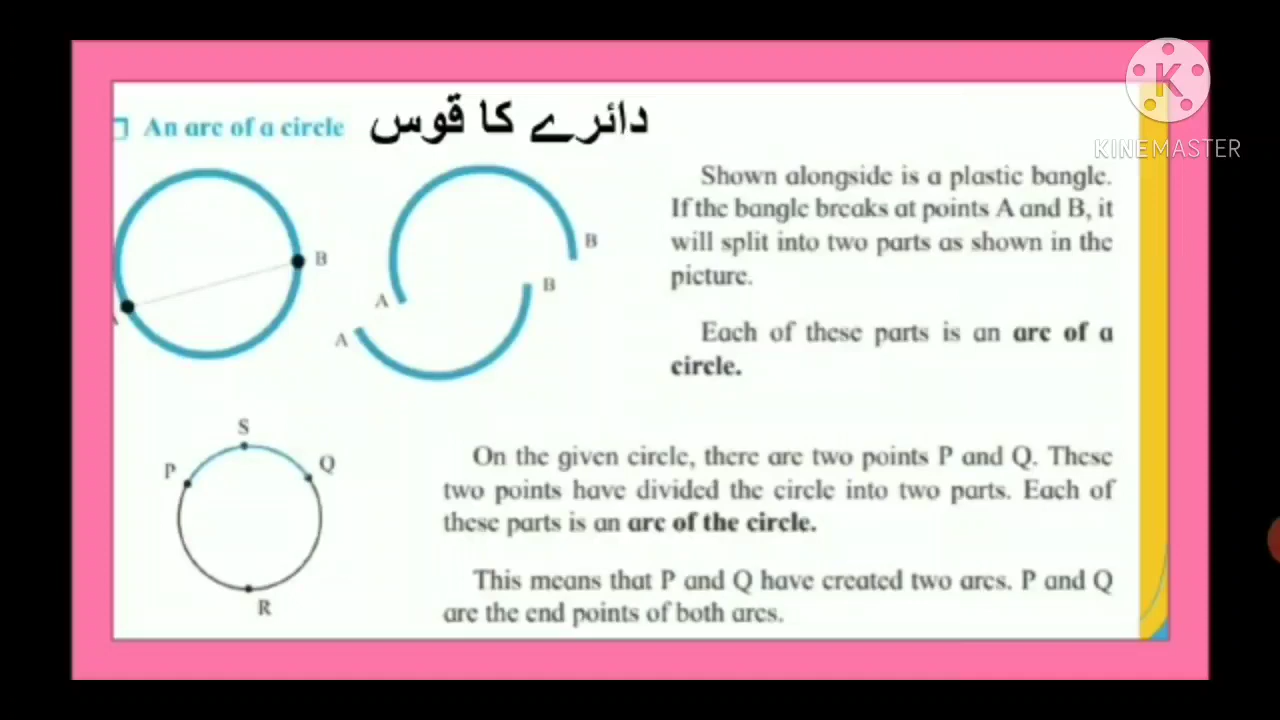 An arc of a circle دائرے کا قوس
K
KINEMASTER
Shown alongside is a plastic bangle.
If the bangle breaks at points A and B, it
will split into two parts as shown in the
picture.
B
A
B
A
B
A
Each of these parts is an arc of a
circle.
S
P
Q
R
On the given circle, there are two points P and Q. These
two points have divided the circle into two parts. Each of
these parts is an arc of the circle.
This means that P and Q have created two arcs. P and Q
are the end points of both arcs.